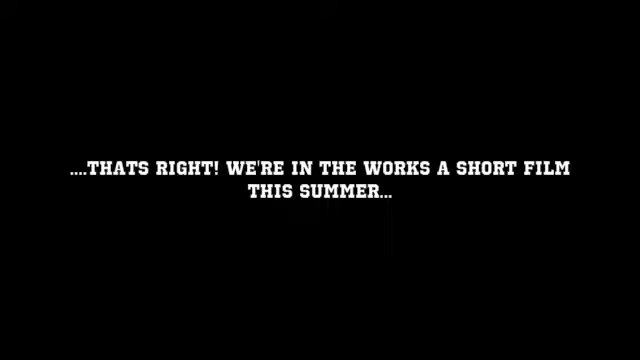 ....THATS RIGHT! WE'RE IN THE WORKS A SHORT FILM
THIS SUMMER...